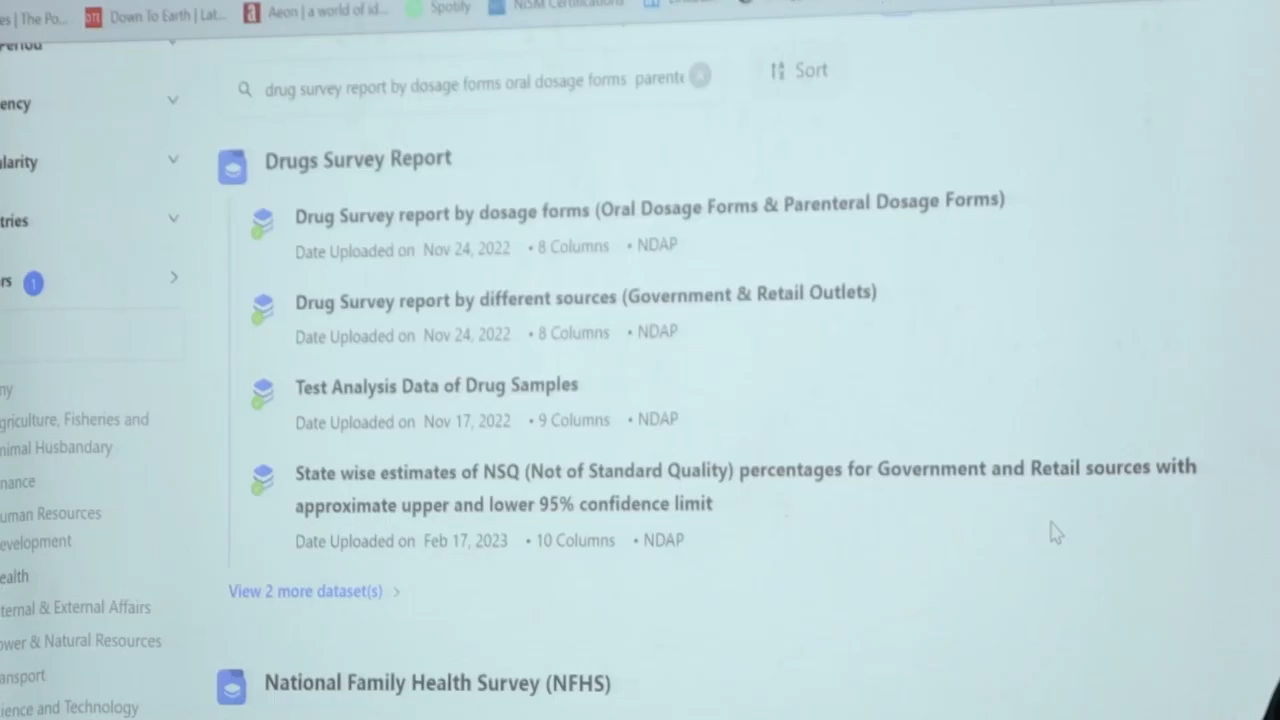 es | The Po...
DTE
Down To Earth | Lat...
a
Aeon | a world of id...
Spotify
NISM Certifications
drug survey report by dosage forms oral dosage forms parente
Sort
ency
larity
tries
rs 1
Drugs Survey Report
Drug Survey report by dosage forms (Oral Dosage Forms & Parenteral Dosage Forms)
Date Uploaded on Nov 24, 2022 • 8 Columns • NDAP
Drug Survey report by different sources (Government & Retail Outlets)
Date Uploaded on Nov 24, 2022 • 8 Columns • NDAP
Test Analysis Data of Drug Samples
Date Uploaded on Nov 17, 2022 • 9 Columns • NDAP
State wise estimates of NSQ (Not of Standard Quality) percentages for Government and Retail sources with
approximate upper and lower 95% confidence limit
Date Uploaded on Feb 17, 2023 • 10 Columns • NDAP
View 2 more dataset(s) >
National Family Health Survey (NFHS)
ny
griculture, Fisheries and
nimal Husbandary
nance
uman Resources
evelopment
ealth
ternal & External Affairs
ower & Natural Resources
ansport
ience and Technology